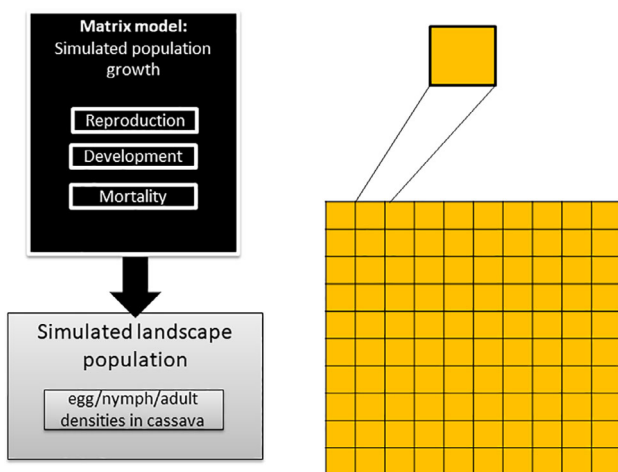 Matrix model:
Simulated population
growth
Reproduction
Development
Mortality
Simulated landscape
population
egg/nymph/adult
densities in cassava